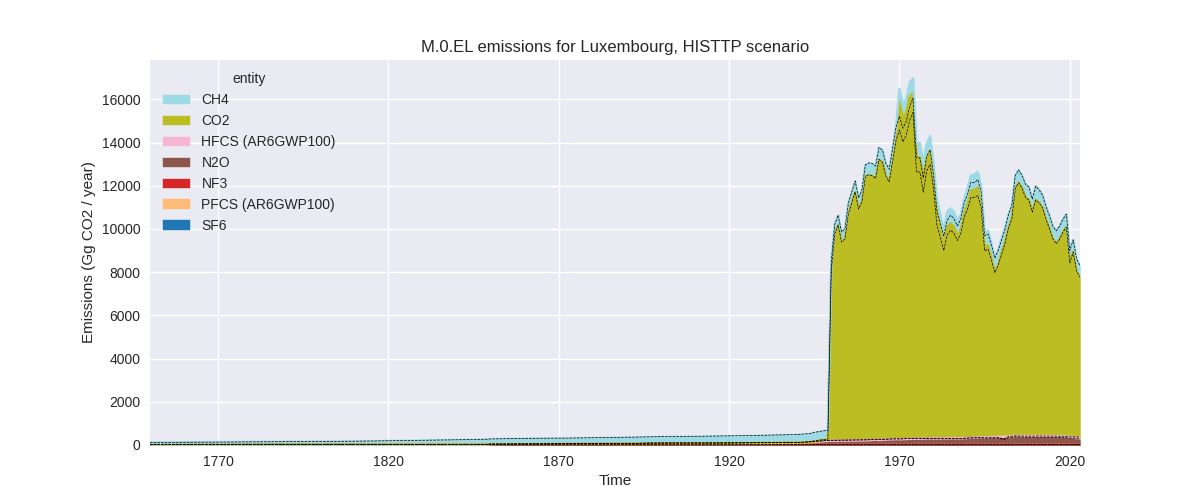 M.0.EL emissions for Luxembourg, HISTTP scenario
entity
CH4
CO2
HFCS (AR6GWP100)
N2O
NF3
PFCS (AR6GWP100)
SF6
Emissions (Gg CO2 / year)
16000
14000
12000
10000
8000
6000
4000
2000
0
1770 1820 1870 1920 1970 2020
Time